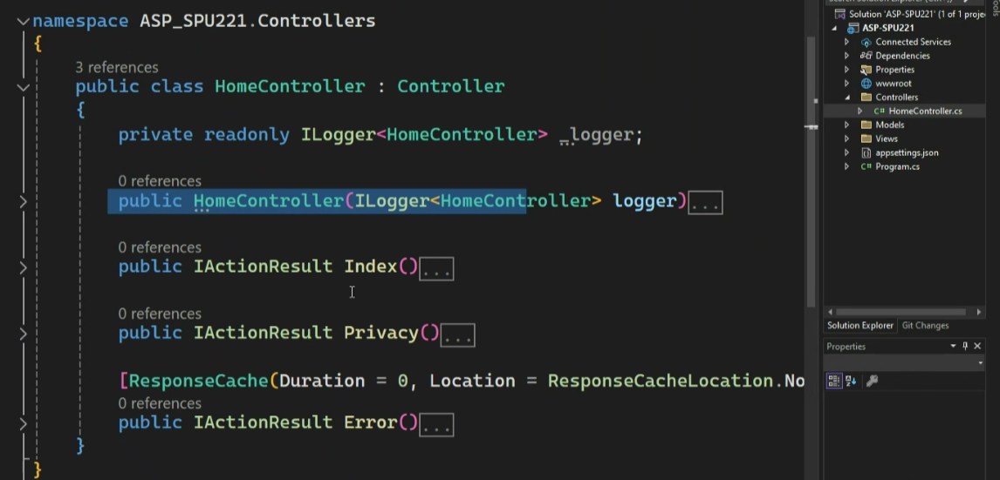 namespace ASP_SPU221.Controllers
{
3 references
public class HomeController : Controller
{
private readonly ILogger<HomeController> _logger;
0 references
public HomeController(ILogger<HomeController> logger)...
0 references
public IActionResult Index()...
0 references
public IActionResult Privacy()...
[ResponseCache(Duration = 0, Location = ResponseCacheLocation.No
0 references
public IActionResult Error()...
}
}
Solution 'ASP-SPU221' (1 of 1 proje
ASP-SPU221
Connected Services
Dependencies
Properties
wwwroot
Controllers
C# HomeController.cs
Models
Views
appsettings.json
C# Program.cs
Solution Explorer Git Changes
Properties